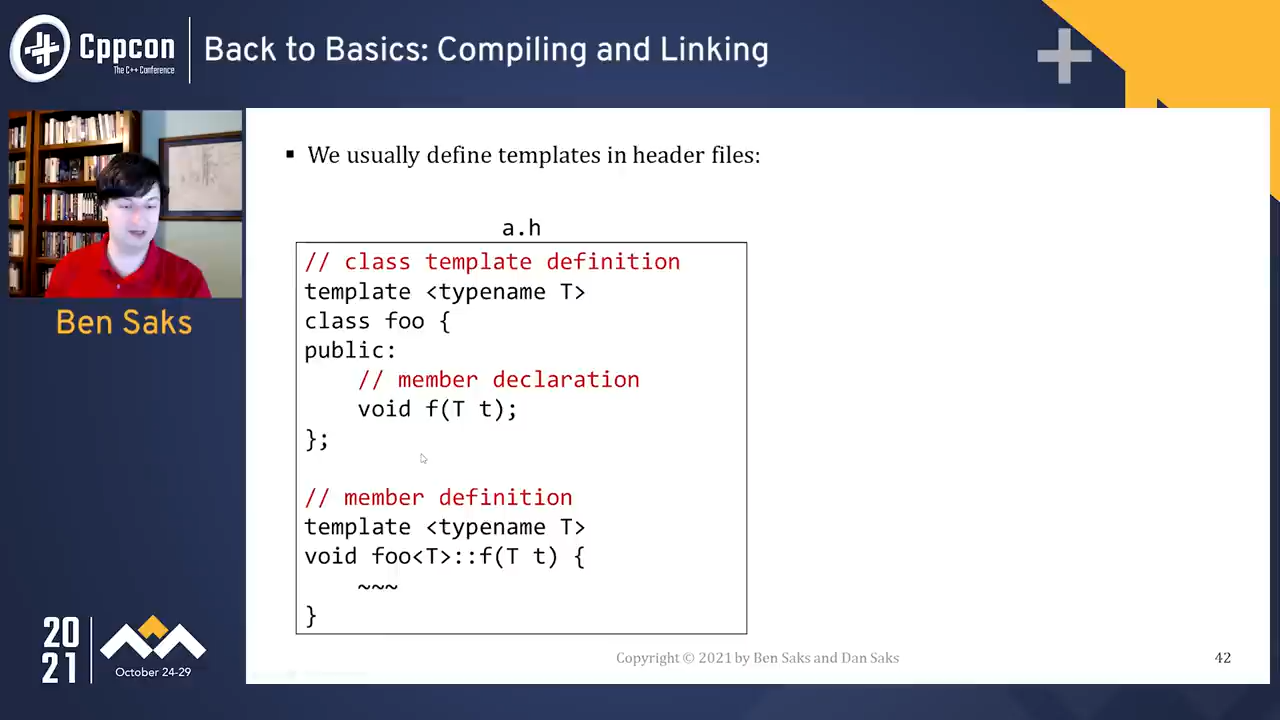 Cppcon
The C++ Conference
Back to Basics: Compiling and Linking
Ben Saks
▪ We usually define templates in header files:
a.h
// class template definition
template <typename T>
class foo {
public:
    // member declaration
    void f(T t);
};
// member definition
template <typename T>
void foo<T>::f(T t) {
    ~~~
}
20
21
October 24-29
Copyright © 2021 by Ben Saks and Dan Saks
42